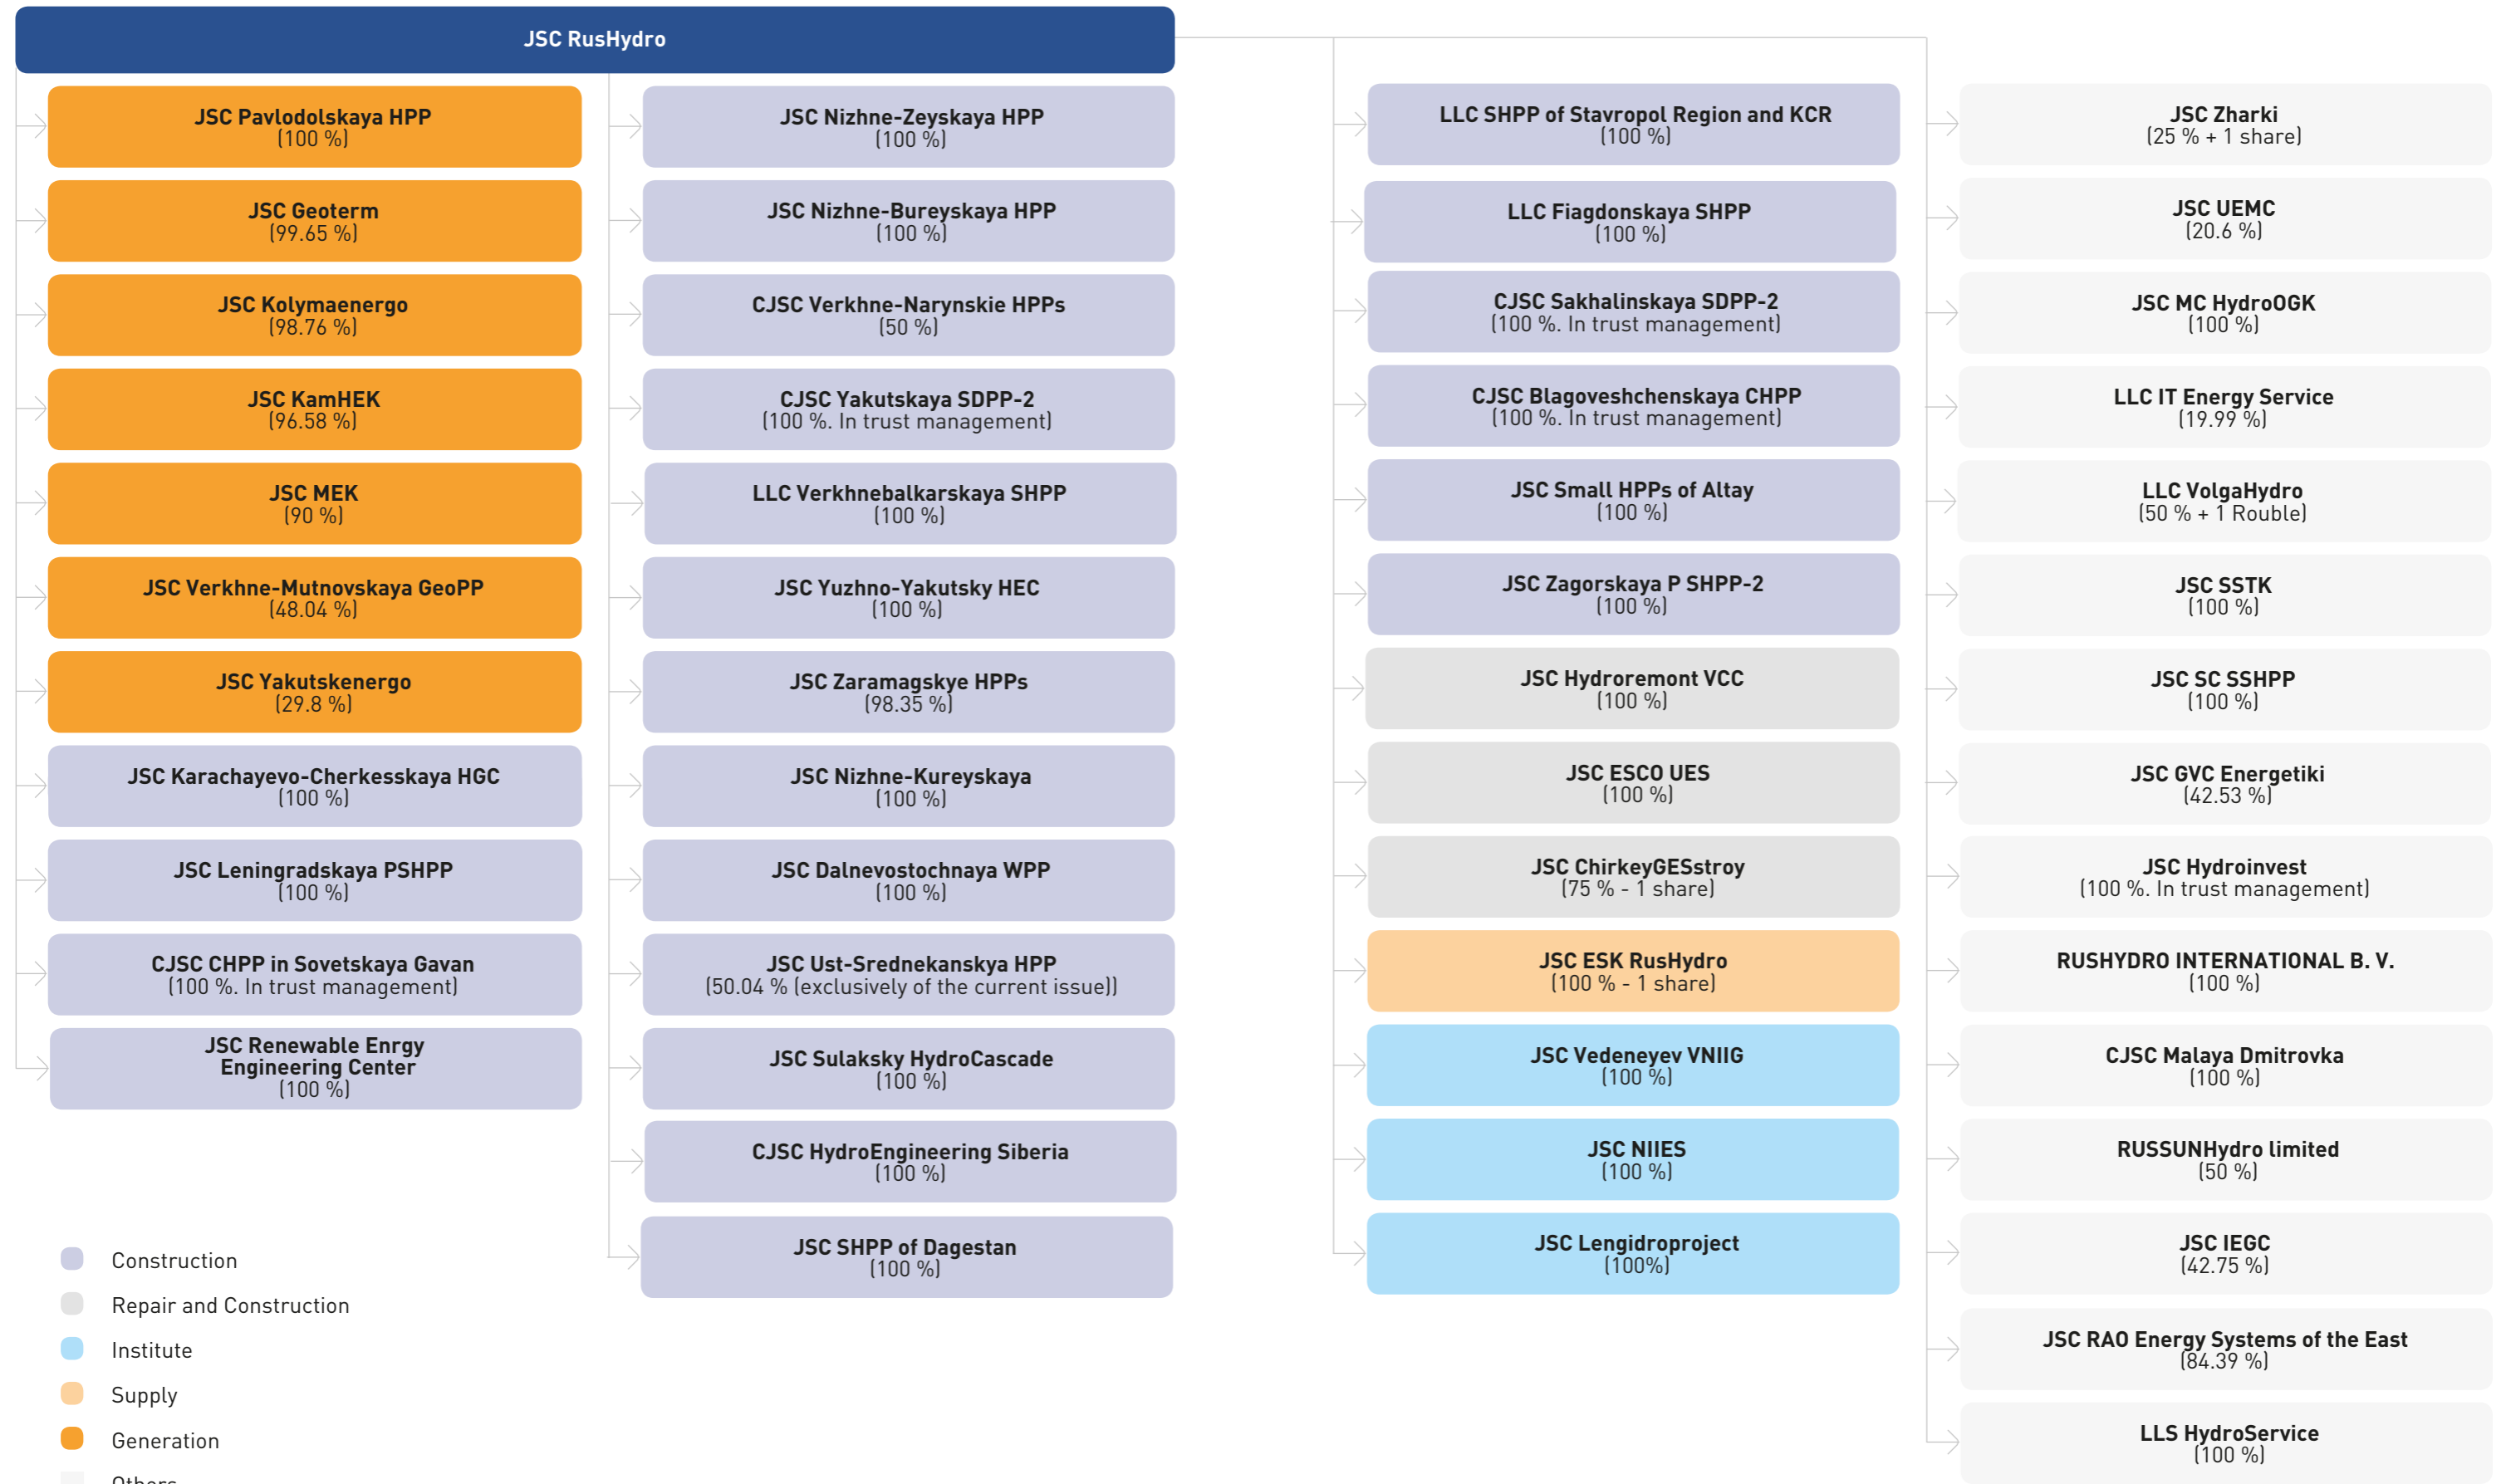 JSC RusHydro
JSC Pavlodolskaya HPP
(100 %)
JSC Geoterm
(99.65 %)
JSC Kolymaenergo
(98.76 %)
JSC KamHEK
(96.58 %)
JSC MEK
(90 %)
JSC Verkhne-Mutnovskaya GeoPP
(48.04 %)
JSC Yakutskenergo
(29.8 %)
JSC Karachayevo-Cherkesskaya HGC
(100 %)
JSC Leningradskaya PSHPP
(100 %)
CJSC CHPP in Sovetskaya Gavan
(100 %. In trust management)
JSC Renewable Enrgy
Engineering Center
(100 %)
JSC Nizhne-Zeyskaya HPP
(100 %)
JSC Nizhne-Bureyskaya HPP
(100 %)
CJSC Verkhne-Narynskie HPPs
(50 %)
CJSC Yakutskaya SDPP-2
(100 %. In trust management)
LLC Verkhnebalkarskaya SHPP
(100 %)
JSC Yuzhno-Yakutsky HEC
(100 %)
JSC Zaramagskye HPPs
(98.35 %)
JSC Nizhne-Kureyskaya
(100 %)
JSC Dalnevostochnaya WPP
(100 %)
JSC Ust-Srednekanskya HPP
(50.04 % (exclusively of the current issue))
JSC Sulaksky HydroCascade
(100 %)
CJSC HydroEngineering Siberia
(100 %)
JSC SHPP of Dagestan
(100 %)
LLC SHPP of Stavropol Region and KCR
(100 %)
LLC Fiagdonskaya SHPP
(100 %)
CJSC Sakhalinskaya SDPP-2
(100 %. In trust management)
CJSC Blagoveshchenskaya CHPP
(100 %. In trust management)
JSC Small HPPs of Altay
(100 %)
JSC Zagorskaya P SHPP-2
(100 %)
JSC Hydroremont VCC
(100 %)
JSC ESCO UES
(100 %)
JSC ChirkeyGESstroy
(75 % - 1 share)
JSC ESK RusHydro
(100 % - 1 share)
JSC Vedeneyev VNIIG
(100 %)
JSC NIIES
(100 %)
JSC Lengidroproject
(100%)
JSC Zharki
(25 % + 1 share)
JSC UEMC
(20.6 %)
JSC MC HydroOGK
(100 %)
LLC IT Energy Service
(19.99 %)
LLC VolgaHydro
(50 % + 1 Rouble)
JSC SSTK
(100 %)
JSC SC SSHPP
(100 %)
JSC GVC Energetiki
(42.53 %)
JSC Hydroinvest
(100 %. In trust management)
RUSHYDRO INTERNATIONAL B. V.
(100 %)
CJSC Malaya Dmitrovka
(100 %)
RUSSUNHydro limited
(50 %)
JSC IEGC
(42.75 %)
JSC RAO Energy Systems of the East
(84.39 %)
LLS HydroService
(100 %)
Construction
Repair and Construction
Institute
Supply
Generation
Others